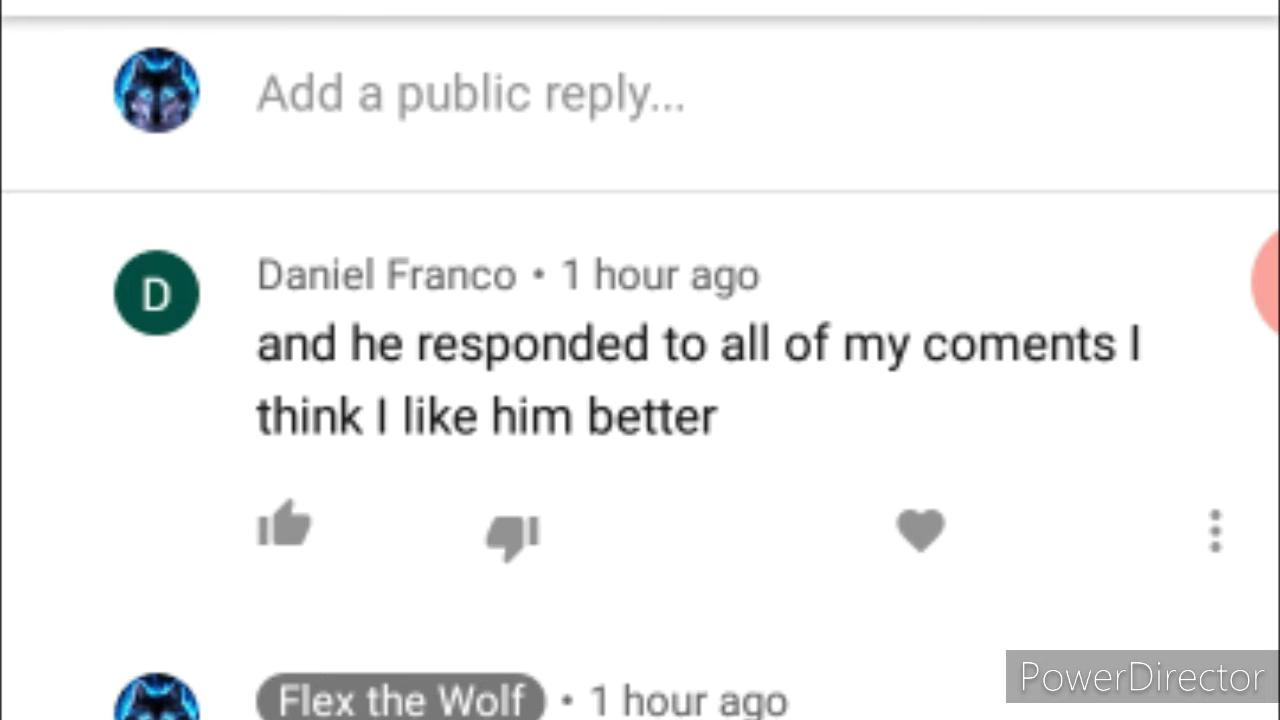 Add a public reply...
D
Daniel Franco • 1 hour ago
and he responded to all of my coments I
think I like him better
Flex the Wolf • 1 hour ago
PowerDirector